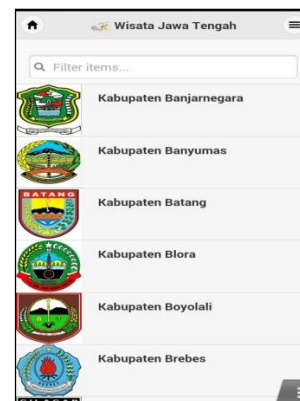 Wisata Jawa Tengah
Filter items...
Kabupaten Banjarnegara
Kabupaten Banyumas
BATANG
Kabupaten Batang
Kabupaten Blora
Kabupaten Boyolali
Kabupaten Brebes